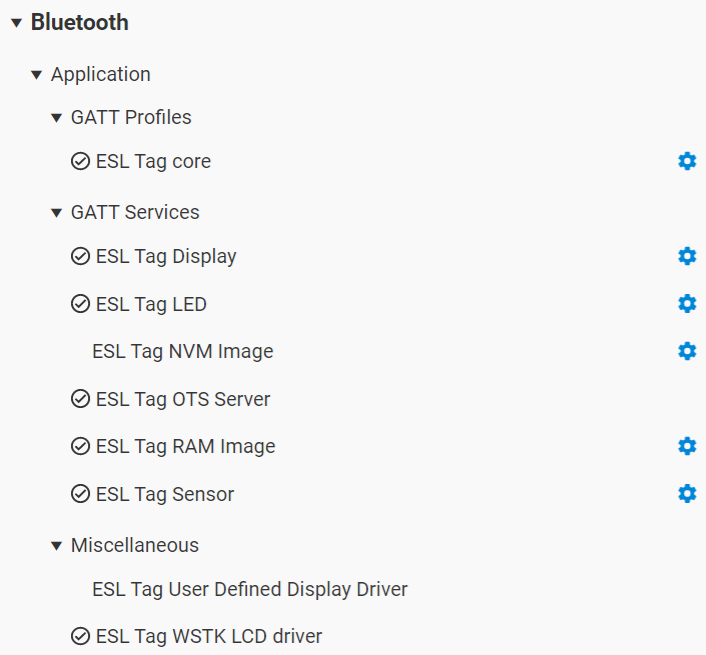 Bluetooth
Application
GATT Profiles
ESL Tag core
GATT Services
ESL Tag Display
ESL Tag LED
ESL Tag NVM Image
ESL Tag OTS Server
ESL Tag RAM Image
ESL Tag Sensor
Miscellaneous
ESL Tag User Defined Display Driver
ESL Tag WSTK LCD driver